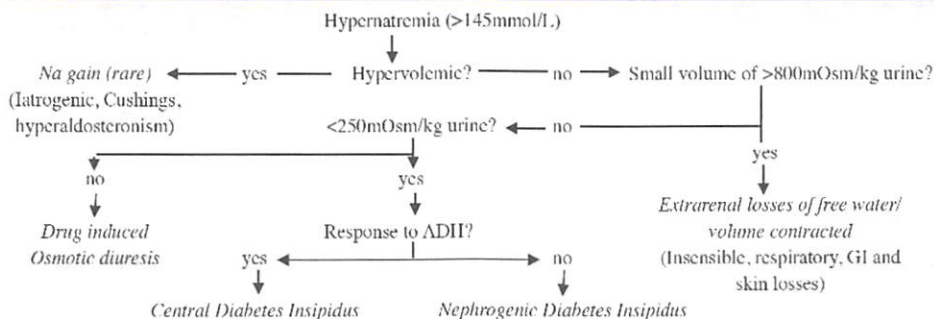 Hypernatremia (>145mmol/L)
Na gain (rare) yes Hypervolemic? no Small volume of >800mOsm/kg urine?
(Iatrogenic, Cushings,
hyperaldosteronism)
<250mOsm/kg urine? no
yes
no yes
Extrarenal losses of free water/
volume contracted
(Insensible, respiratory, GI and
skin losses)
Drug induced
Osmotic diuresis
Response to ADH?
yes no
Central Diabetes Insipidus Nephrogenic Diabetes Insipidus